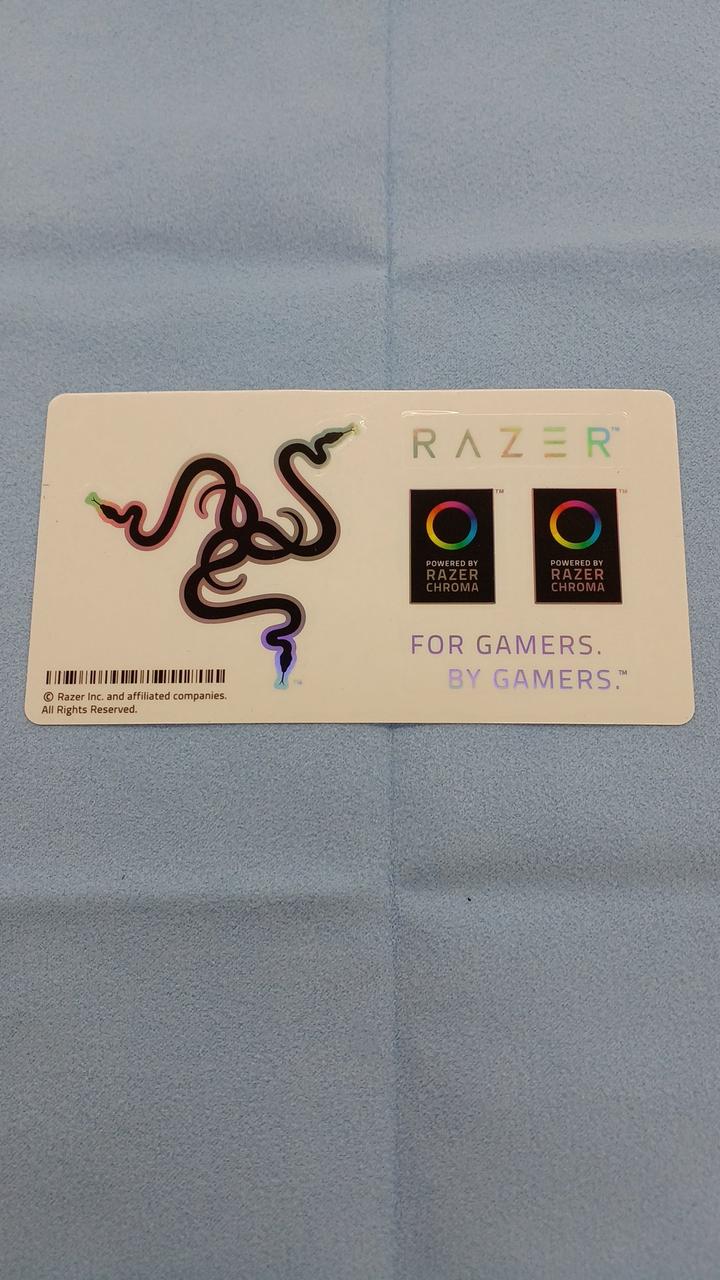 RAZER™
POWERED BY
RAZER
CHROMA
™
POWERED BY
RAZER
CHROMA
™
FOR GAMERS.
BY GAMERS.™
™
© Razer Inc. and affiliated companies.
All Rights Reserved.